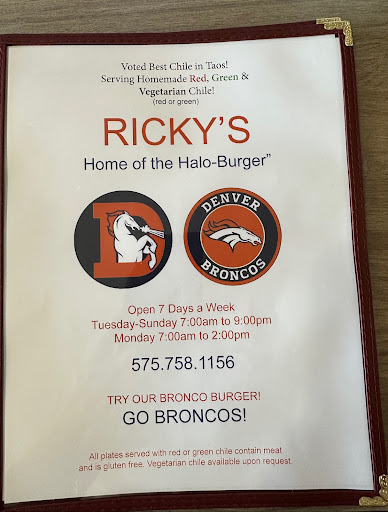 Voted Best Chile in Taos!
Serving Homemade Red, Green &
Vegetarian Chile!
(red or green)
RICKY'S
Home of the Halo-Burger”
D
DENVER
BRONCOS
Open 7 Days a Week
Tuesday-Sunday 7:00am to 9:00pm
Monday 7:00am to 2:00pm
575.758.1156
TRY OUR BRONCO BURGER!
GO BRONCOS!
All plates served with red or green chile contain meat
and is gluten free. Vegetarian chile available upon request.